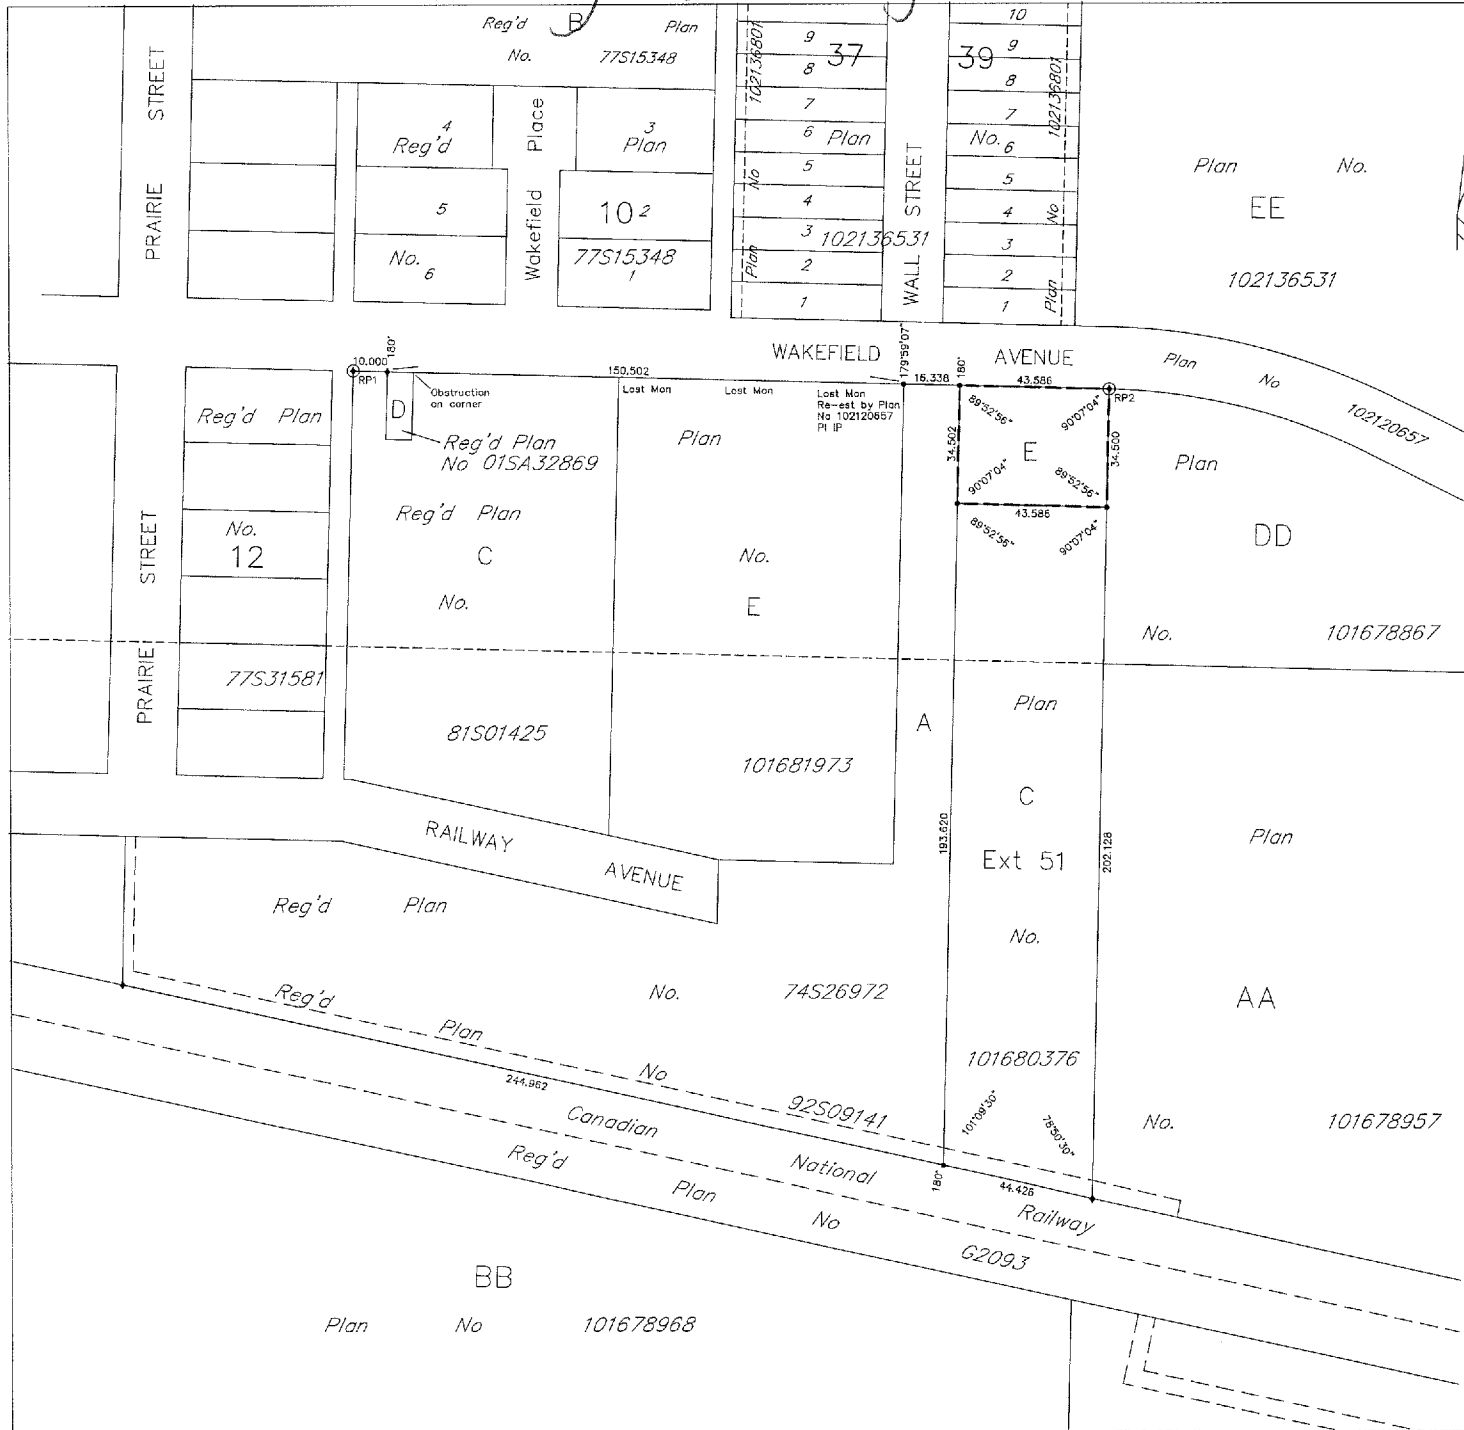 Reg'd B Plan
No. 77S15348
PRAIRIE STREET
4
Reg'd
Wakefield Place
3
Plan
5
10 2
No.
6
77S15348
1
102136801
Plan No
9
8
7
6
5
4
3
2
1
37
Plan
102136531
WALL STREET
10
9
8
7
6
5
4
3
2
1
39
No.
102136801
Plan No
Plan No.
EE
102136531
WAKEFIELD AVENUE
Plan
No
102120657
10.000
180°
RP1
150.502
Obstruction
on corner
D
Reg'd Plan
No 01SA32869
Lost Mon
Lost Mon
Lost Mon
Re-est by Plan
No 102120657
Pl IP
179°59'07"
16.338
180°
43.586
RP2
89°52'56"
90°07'04"
34.502
E
34.500
90°07'04"
89°52'56"
43.586
89°52'56"
90°07'04"
Reg'd Plan
No.
12
77S31581
PRAIRIE STREET
Reg'd Plan
C
No.
81S01425
Plan
No.
E
101681973
A
Plan
DD
No. 101678867
Plan
C
Ext 51
No.
101680376
193.620
202.128
101°09'30"
78°50'30"
180°
44.426
Plan
AA
No. 101678957
RAILWAY AVENUE
Reg'd Plan
No. 74S26972
Reg'd Plan No 92S09141
244.962
Canadian National Railway
Reg'd Plan No G2093
BB
Plan No 101678968